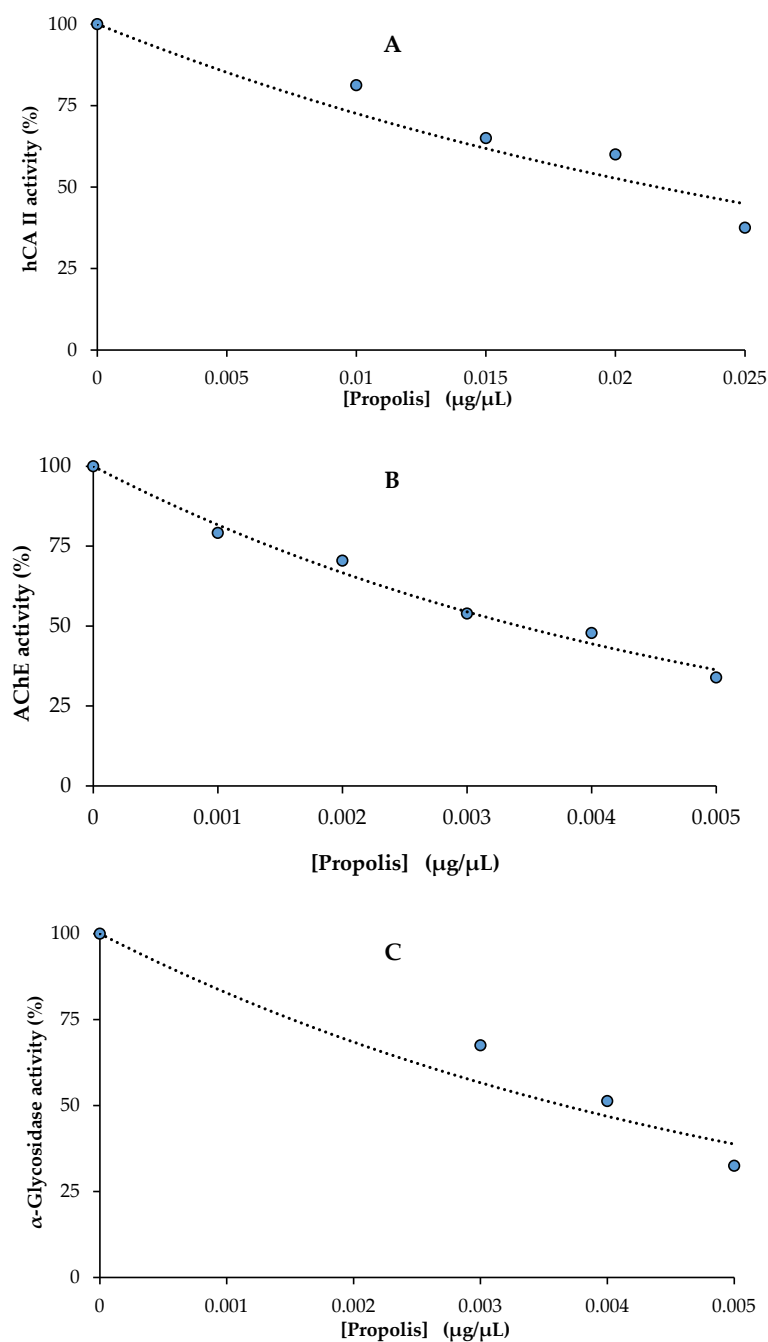 A
100
75
50
25
0
hCA II activity (%)
0 0.005 0.01 0.015 0.02 0.025
[Propolis] (μg/μL)
B
100
75
50
25
0
AChE activity (%)
0 0.001 0.002 0.003 0.004 0.005
[Propolis] (μg/μL)
C
100
75
50
25
0
α-Glycosidase activity (%)
0 0.001 0.002 0.003 0.004 0.005
[Propolis] (μg/μL)